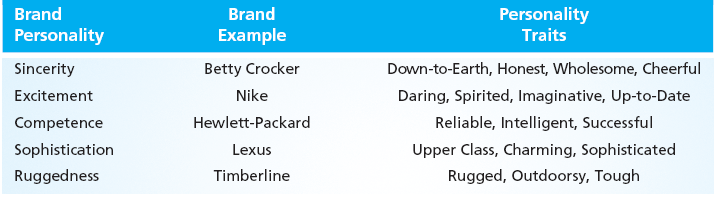 Brand Brand Personality
Personality Example Traits
Sincerity Betty Crocker Down-to-Earth, Honest, Wholesome, Cheerful
Excitement Nike Daring, Spirited, Imaginative, Up-to-Date
Competence Hewlett-Packard Reliable, Intelligent, Successful
Sophistication Lexus Upper Class, Charming, Sophisticated
Ruggedness Timberline Rugged, Outdoorsy, Tough